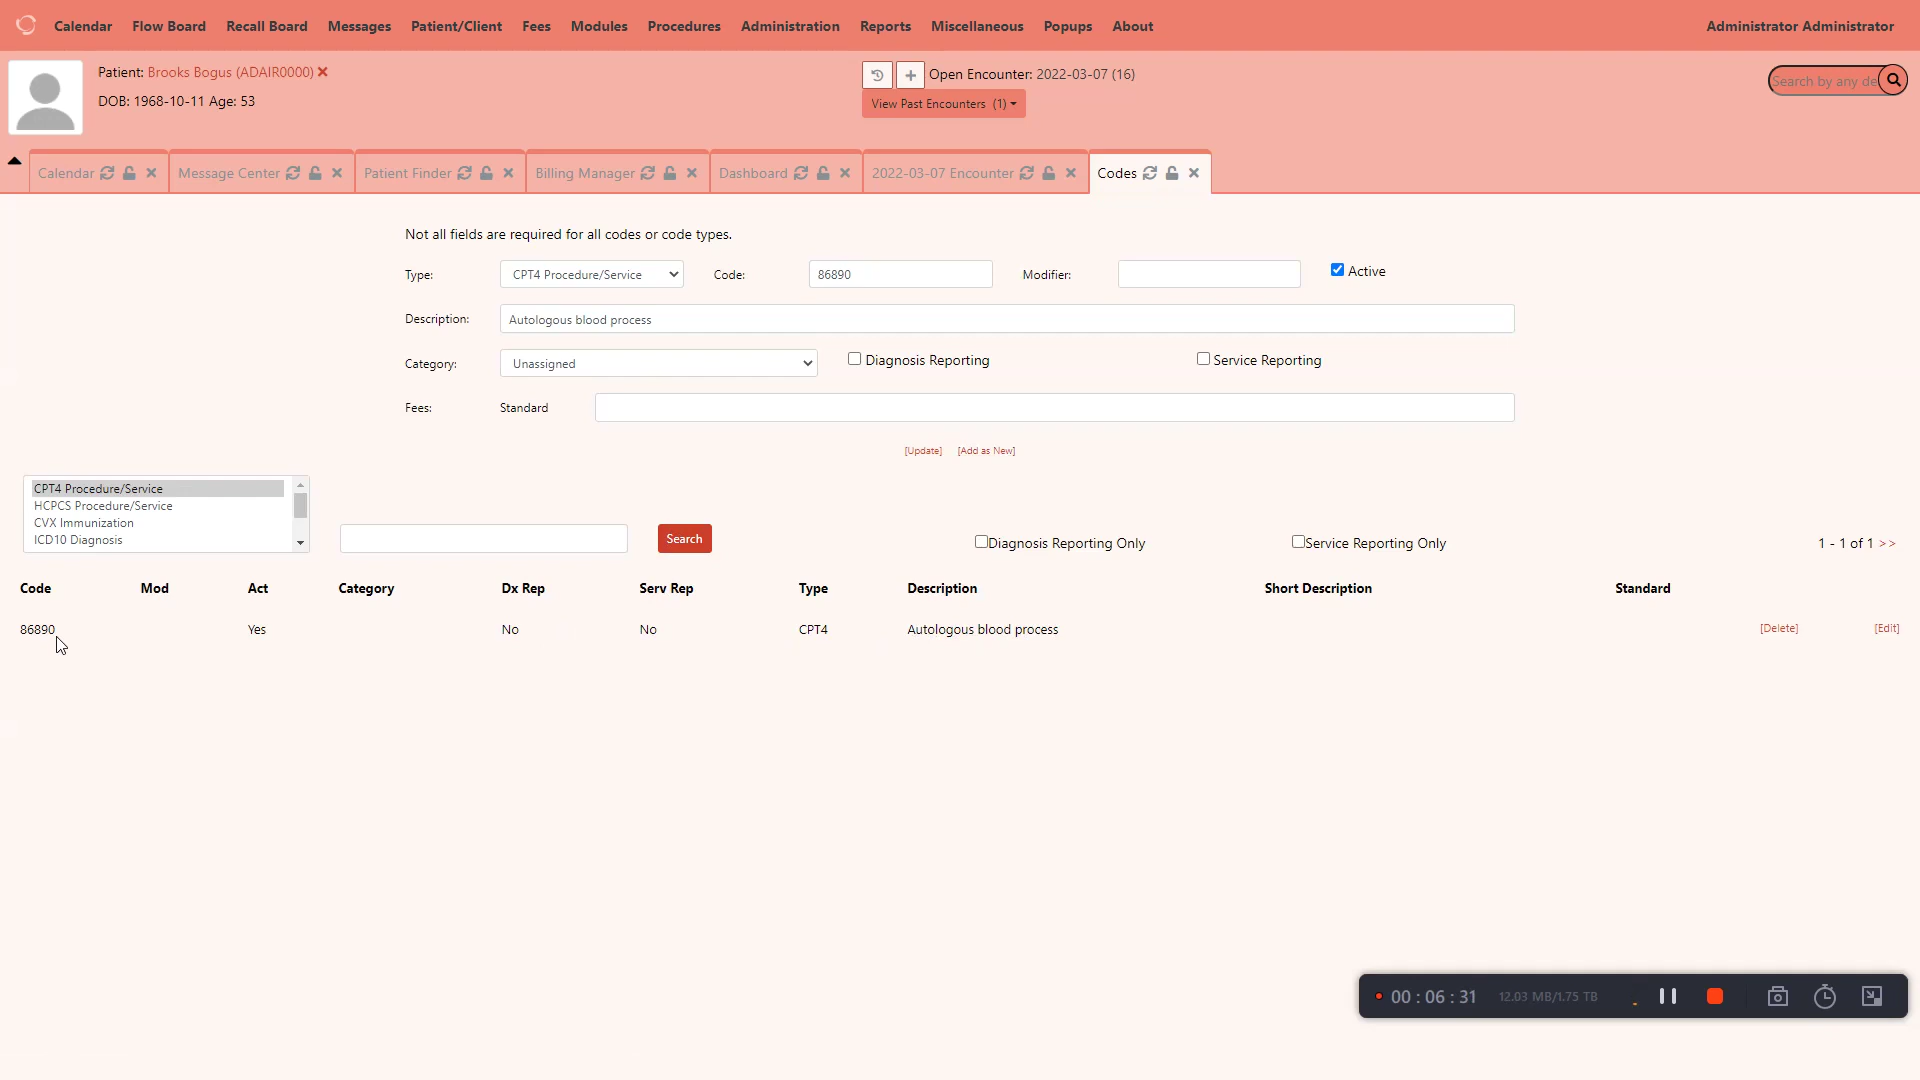 Calendar Flow Board Recall Board Messages Patient/Client Fees Modules Procedures Administration Reports Miscellaneous Popups About Administrator Administrator
Patient: Brooks Bogus (ADAIR0000)
DOB: 1968-10-11 Age: 53
Open Encounter: 2022-03-07 (16)
View Past Encounters (1)
Search by any de
Calendar Message Center Patient Finder Billing Manager Dashboard 2022-03-07 Encounter Codes
Not all fields are required for all codes or code types.
Type: CPT4 Procedure/Service Code: 86890 Modifier: Active
Description: Autologous blood process
Category: Unassigned Diagnosis Reporting Service Reporting
Fees: Standard
[Update] [Add as New]
CPT4 Procedure/Service
HCPCS Procedure/Service
CVX Immunization
ICD10 Diagnosis
Search Diagnosis Reporting Only Service Reporting Only 1 - 1 of 1 >>
Code Mod Act Category Dx Rep Serv Rep Type Description Short Description Standard
86890 Yes No No CPT4 Autologous blood process [Delete] [Edit]
00 : 06 : 31 12.03 MB/1.75 TB